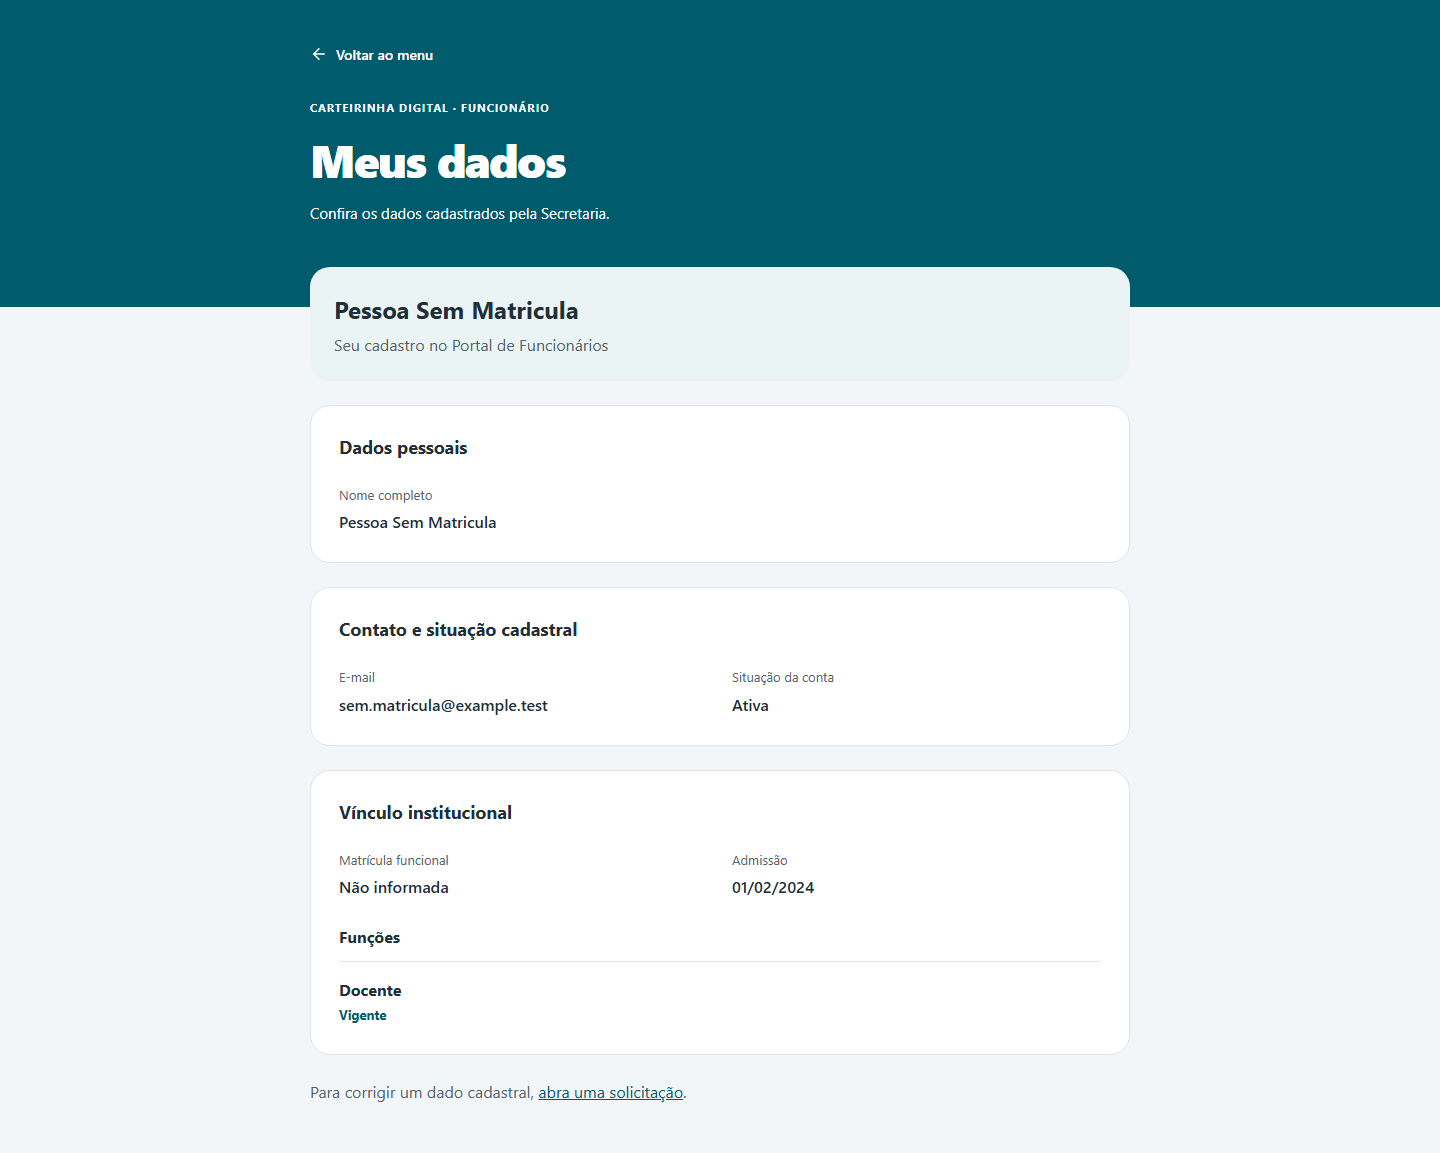 Voltar ao menu
CARTEIRINHA DIGITAL · FUNCIONÁRIO
Meus dados
Confira os dados cadastrados pela Secretaria.
Pessoa Sem Matricula
Seu cadastro no Portal de Funcionários
Dados pessoais
Nome completo
Pessoa Sem Matricula
Contato e situação cadastral
E-mail
Situação da conta
sem.matricula@example.test
Ativa
Vínculo institucional
Matrícula funcional
Admissão
Não informada
01/02/2024
Funções
Docente
Vigente
Para corrigir um dado cadastral, abra uma solicitação.